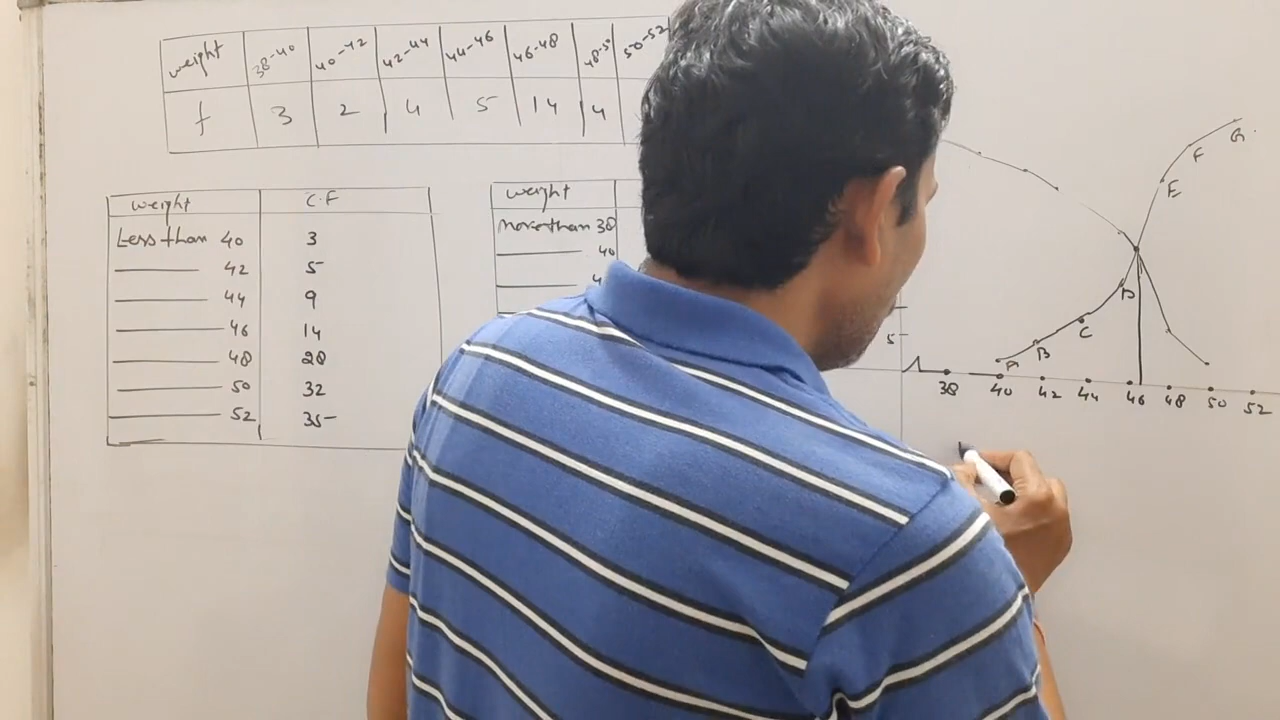 weight 38-40 40-42 42-44 44-46 46-48 48-50 50-52
f 3 2 4 5 14 4
weight C.F
Less than 40 3
42 5
44 9
46 14
48 28
50 32
52 35
weight
More than 38
40
4
5
A B C D E F G
38 40 42 44 46 48 50 52